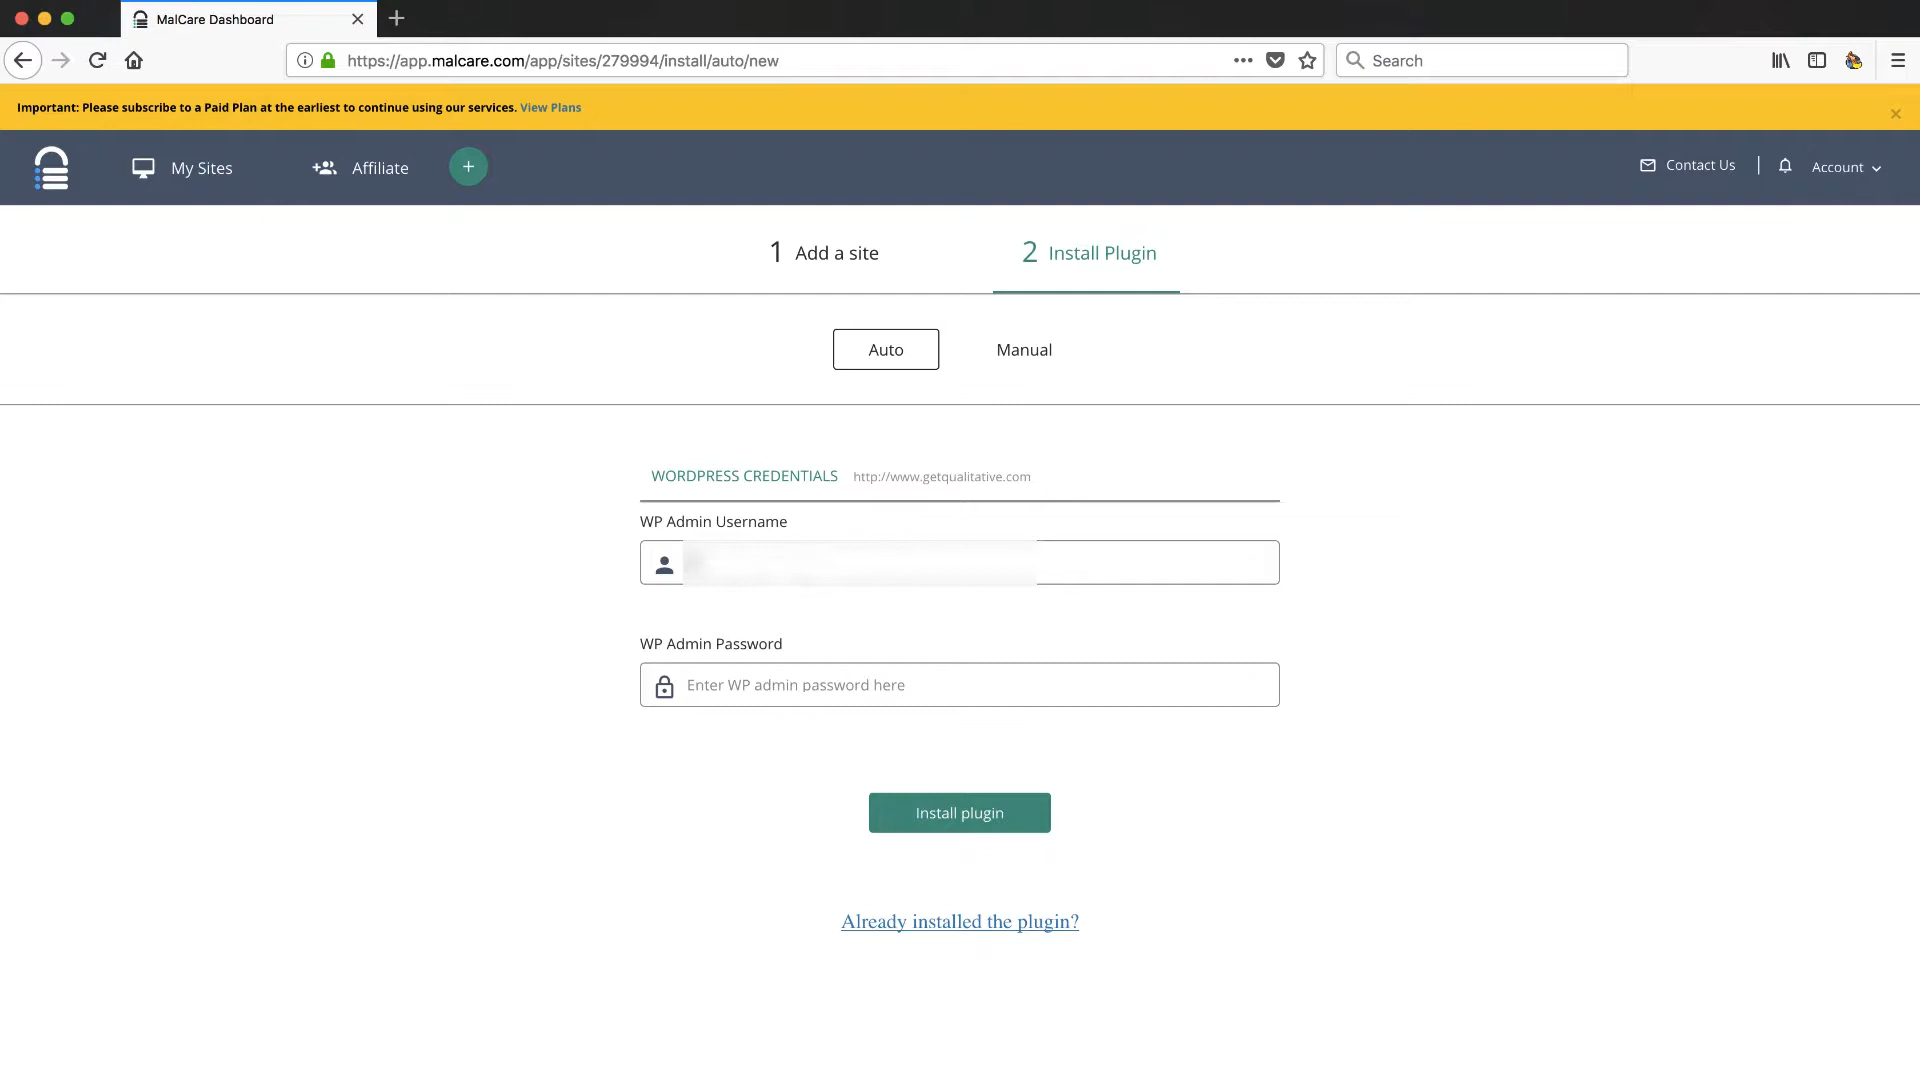 MalCare Dashboard
https://app.malcare.com/app/sites/279994/install/auto/new
Search
Important: Please subscribe to a Paid Plan at the earliest to continue using our services. View Plans
My Sites
Affiliate
+
Contact Us
Account
1 Add a site
2 Install Plugin
Auto
Manual
WORDPRESS CREDENTIALS http://www.getqualitative.com
WP Admin Username
WP Admin Password
Enter WP admin password here
Install plugin
Already installed the plugin?